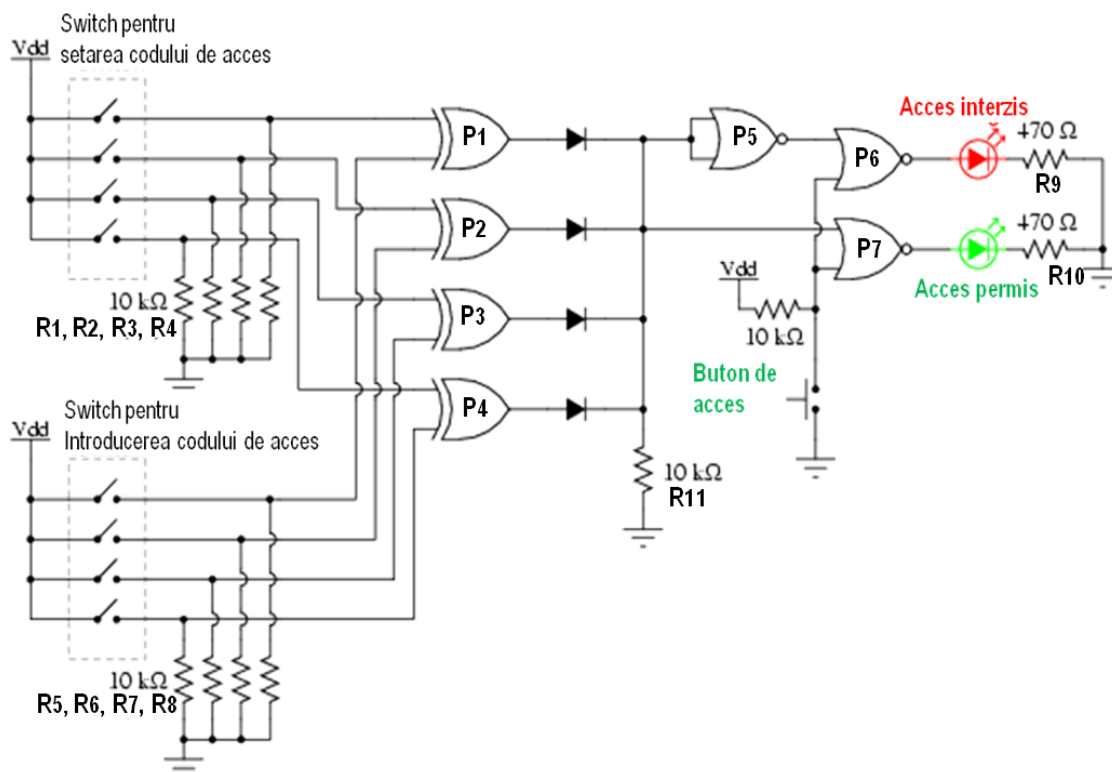 Switch pentru
setarea codului de acces
Vdd
10 kΩ
R1, R2, R3, R4
Switch pentru
Introducerea codului de acces
Vdd
10 kΩ
R5, R6, R7, R8
P1
P2
P3
P4
P5
P6
P7
Acces interzis
+70 Ω
R9
+70 Ω
R10
Acces permis
Vdd
10 kΩ
Buton de
acces
10 kΩ
R11